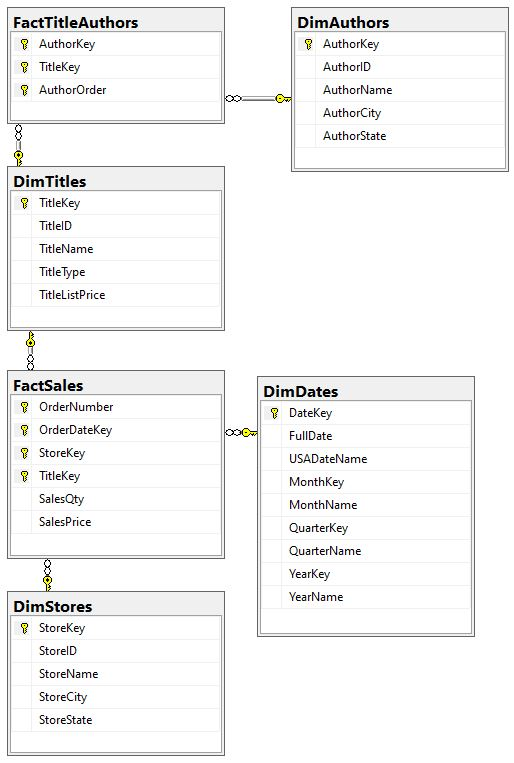 FactTitleAuthors
AuthorKey
TitleKey
AuthorOrder
DimAuthors
AuthorKey
AuthorID
AuthorName
AuthorCity
AuthorState
DimTitles
TitleKey
TitleID
TitleName
TitleType
TitleListPrice
FactSales
OrderNumber
OrderDateKey
StoreKey
TitleKey
SalesQty
SalesPrice
DimDates
DateKey
FullDate
USADateName
MonthKey
MonthName
QuarterKey
QuarterName
YearKey
YearName
DimStores
StoreKey
StoreID
StoreName
StoreCity
StoreState